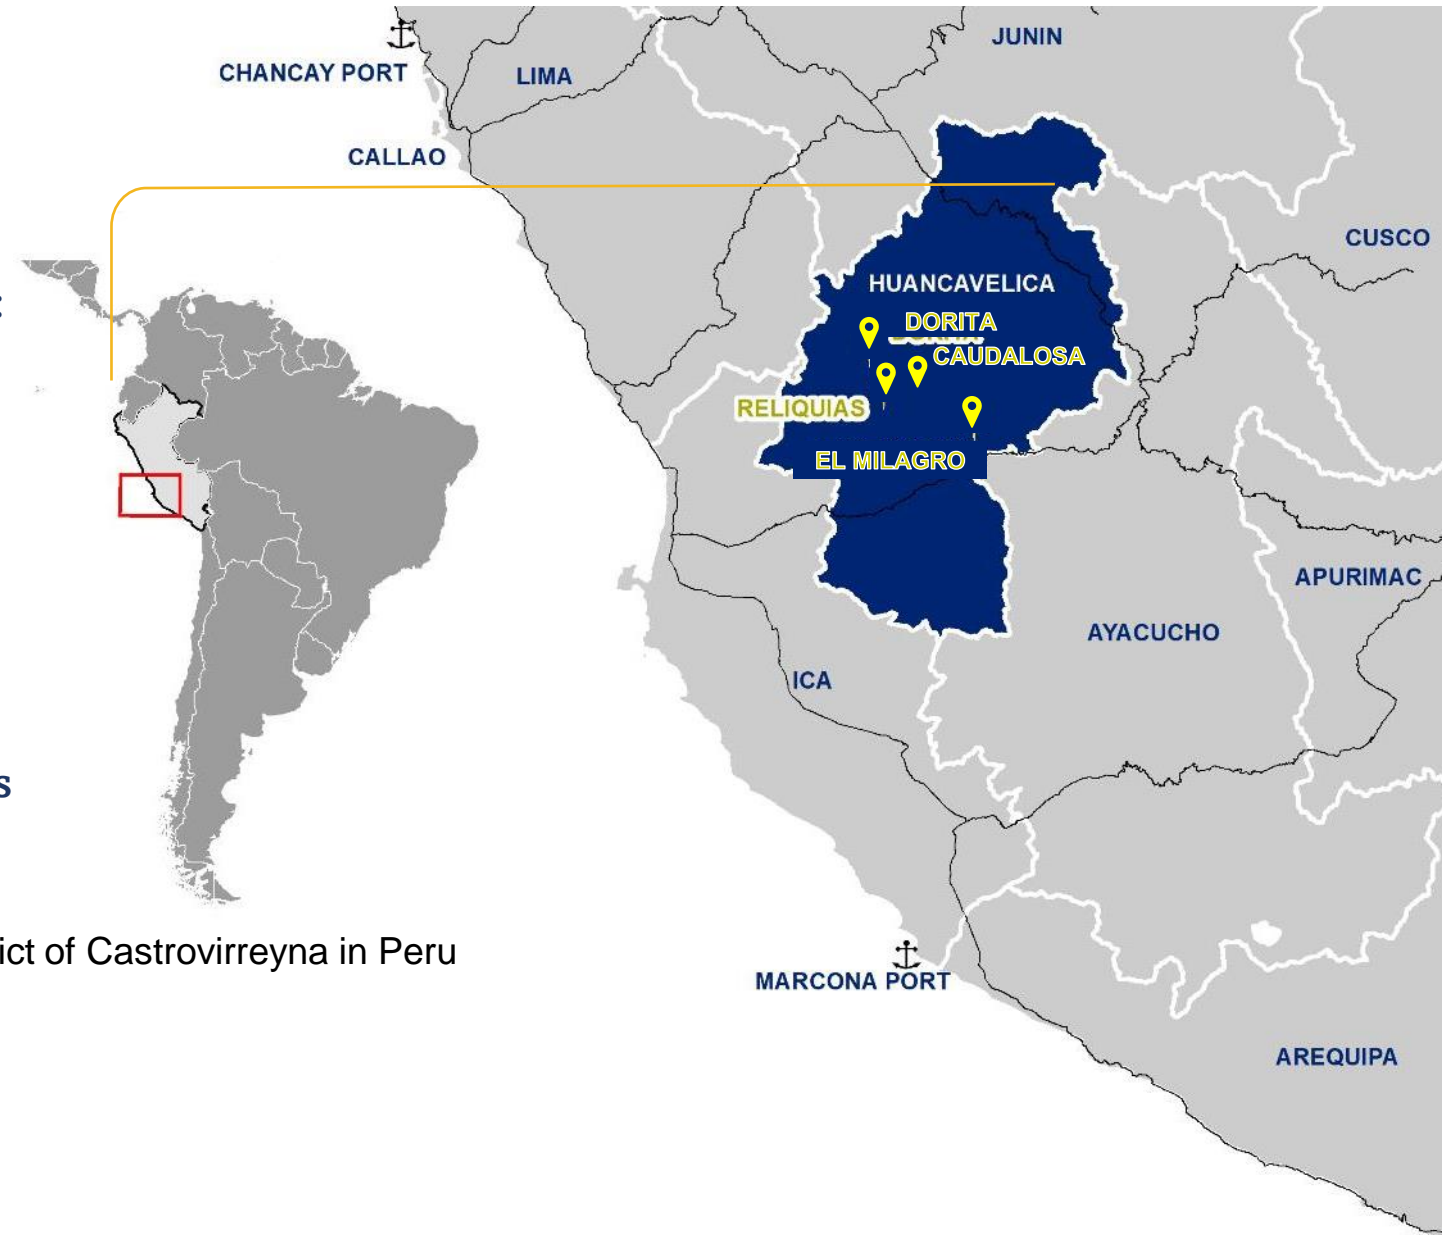 JUNIN
CHANCAY PORT
LIMA
CALLAO
CUSCO
HUANCAVELICA
:
DORITA
CAUDALOSA
RELIQUIAS
EL MILAGRO
APURIMAC
AYACUCHO
ICA
s
ict of Castrovirreyna in Peru
MARCONA PORT
AREQUIPA